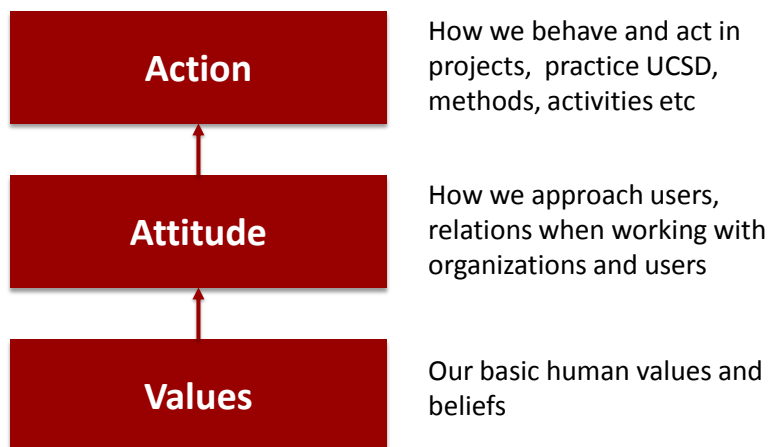 Action
How we behave and act in
projects,  practice UCSD,
methods, activities etc
Attitude
How we approach users,
relations when working with
organizations and users
Values
Our basic human values and
beliefs